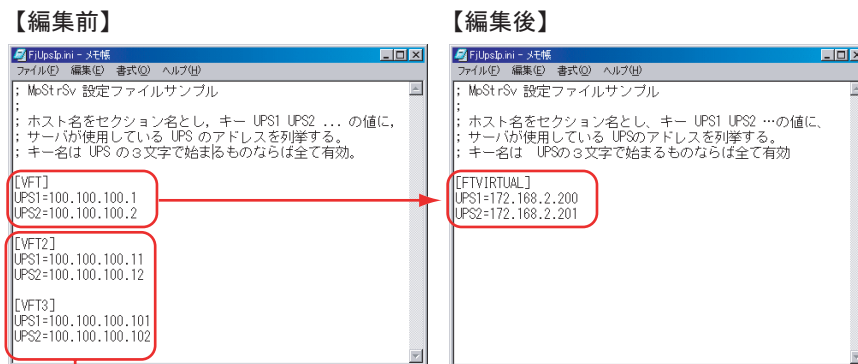 【編集前】
FjUpsIp.ini - メモ帳
ファイル(F) 編集(E) 書式(O) ヘルプ(H)
; MpStrSv 設定ファイルサンプル
;
; ホスト名をセクション名とし, キー UPS1 UPS2 ... の値に,
; サーバが使用している UPS のアドレスを列挙する。
; キー名は UPS の3文字で始まるものならば全て有効。
[VFT]
UPS1=100.100.100.1
UPS2=100.100.100.2
[VFT2]
UPS1=100.100.100.11
UPS2=100.100.100.12
[VFT3]
UPS1=100.100.100.101
UPS2=100.100.100.102
【編集後】
FjUpsIp.ini - メモ帳
ファイル(F) 編集(E) 書式(O) ヘルプ(H)
; MpStrSv 設定ファイルサンプル
;
; ホスト名をセクション名とし、キー UPS1 UPS2 …の値に、
; サーバが使用している UPSのアドレスを列挙する。
; キー名は UPSの3文字で始まるものならば全て有効
[FTVIRTUAL]
UPS1=172.168.2.200
UPS2=172.168.2.201